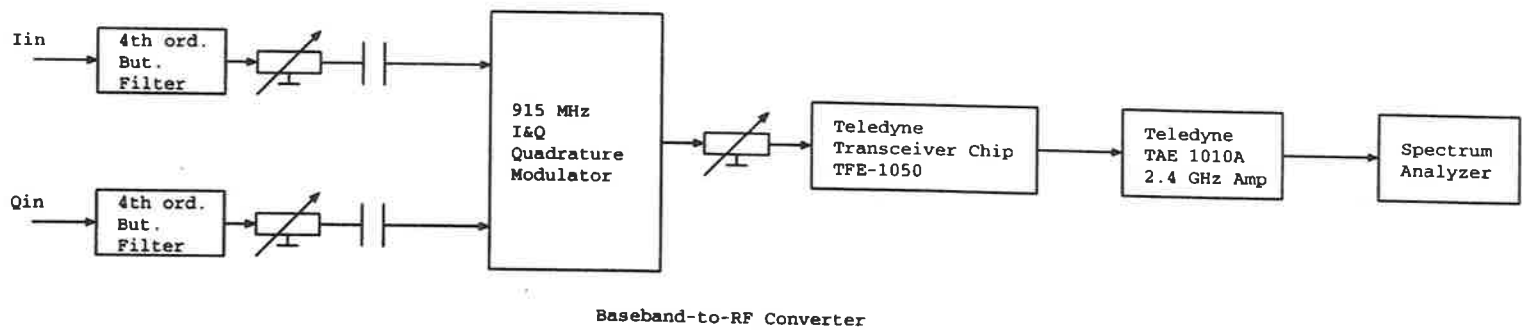 Iin
4th ord.
But.
Filter
915 MHz
I&Q
Quadrature
Modulator
Teledyne
Transceiver Chip
TFE-1050
Teledyne
TAE 1010A
2.4 GHz Amp
Spectrum
Analyzer
Qin
4th ord.
But.
Filter
Baseband-to-RF Converter